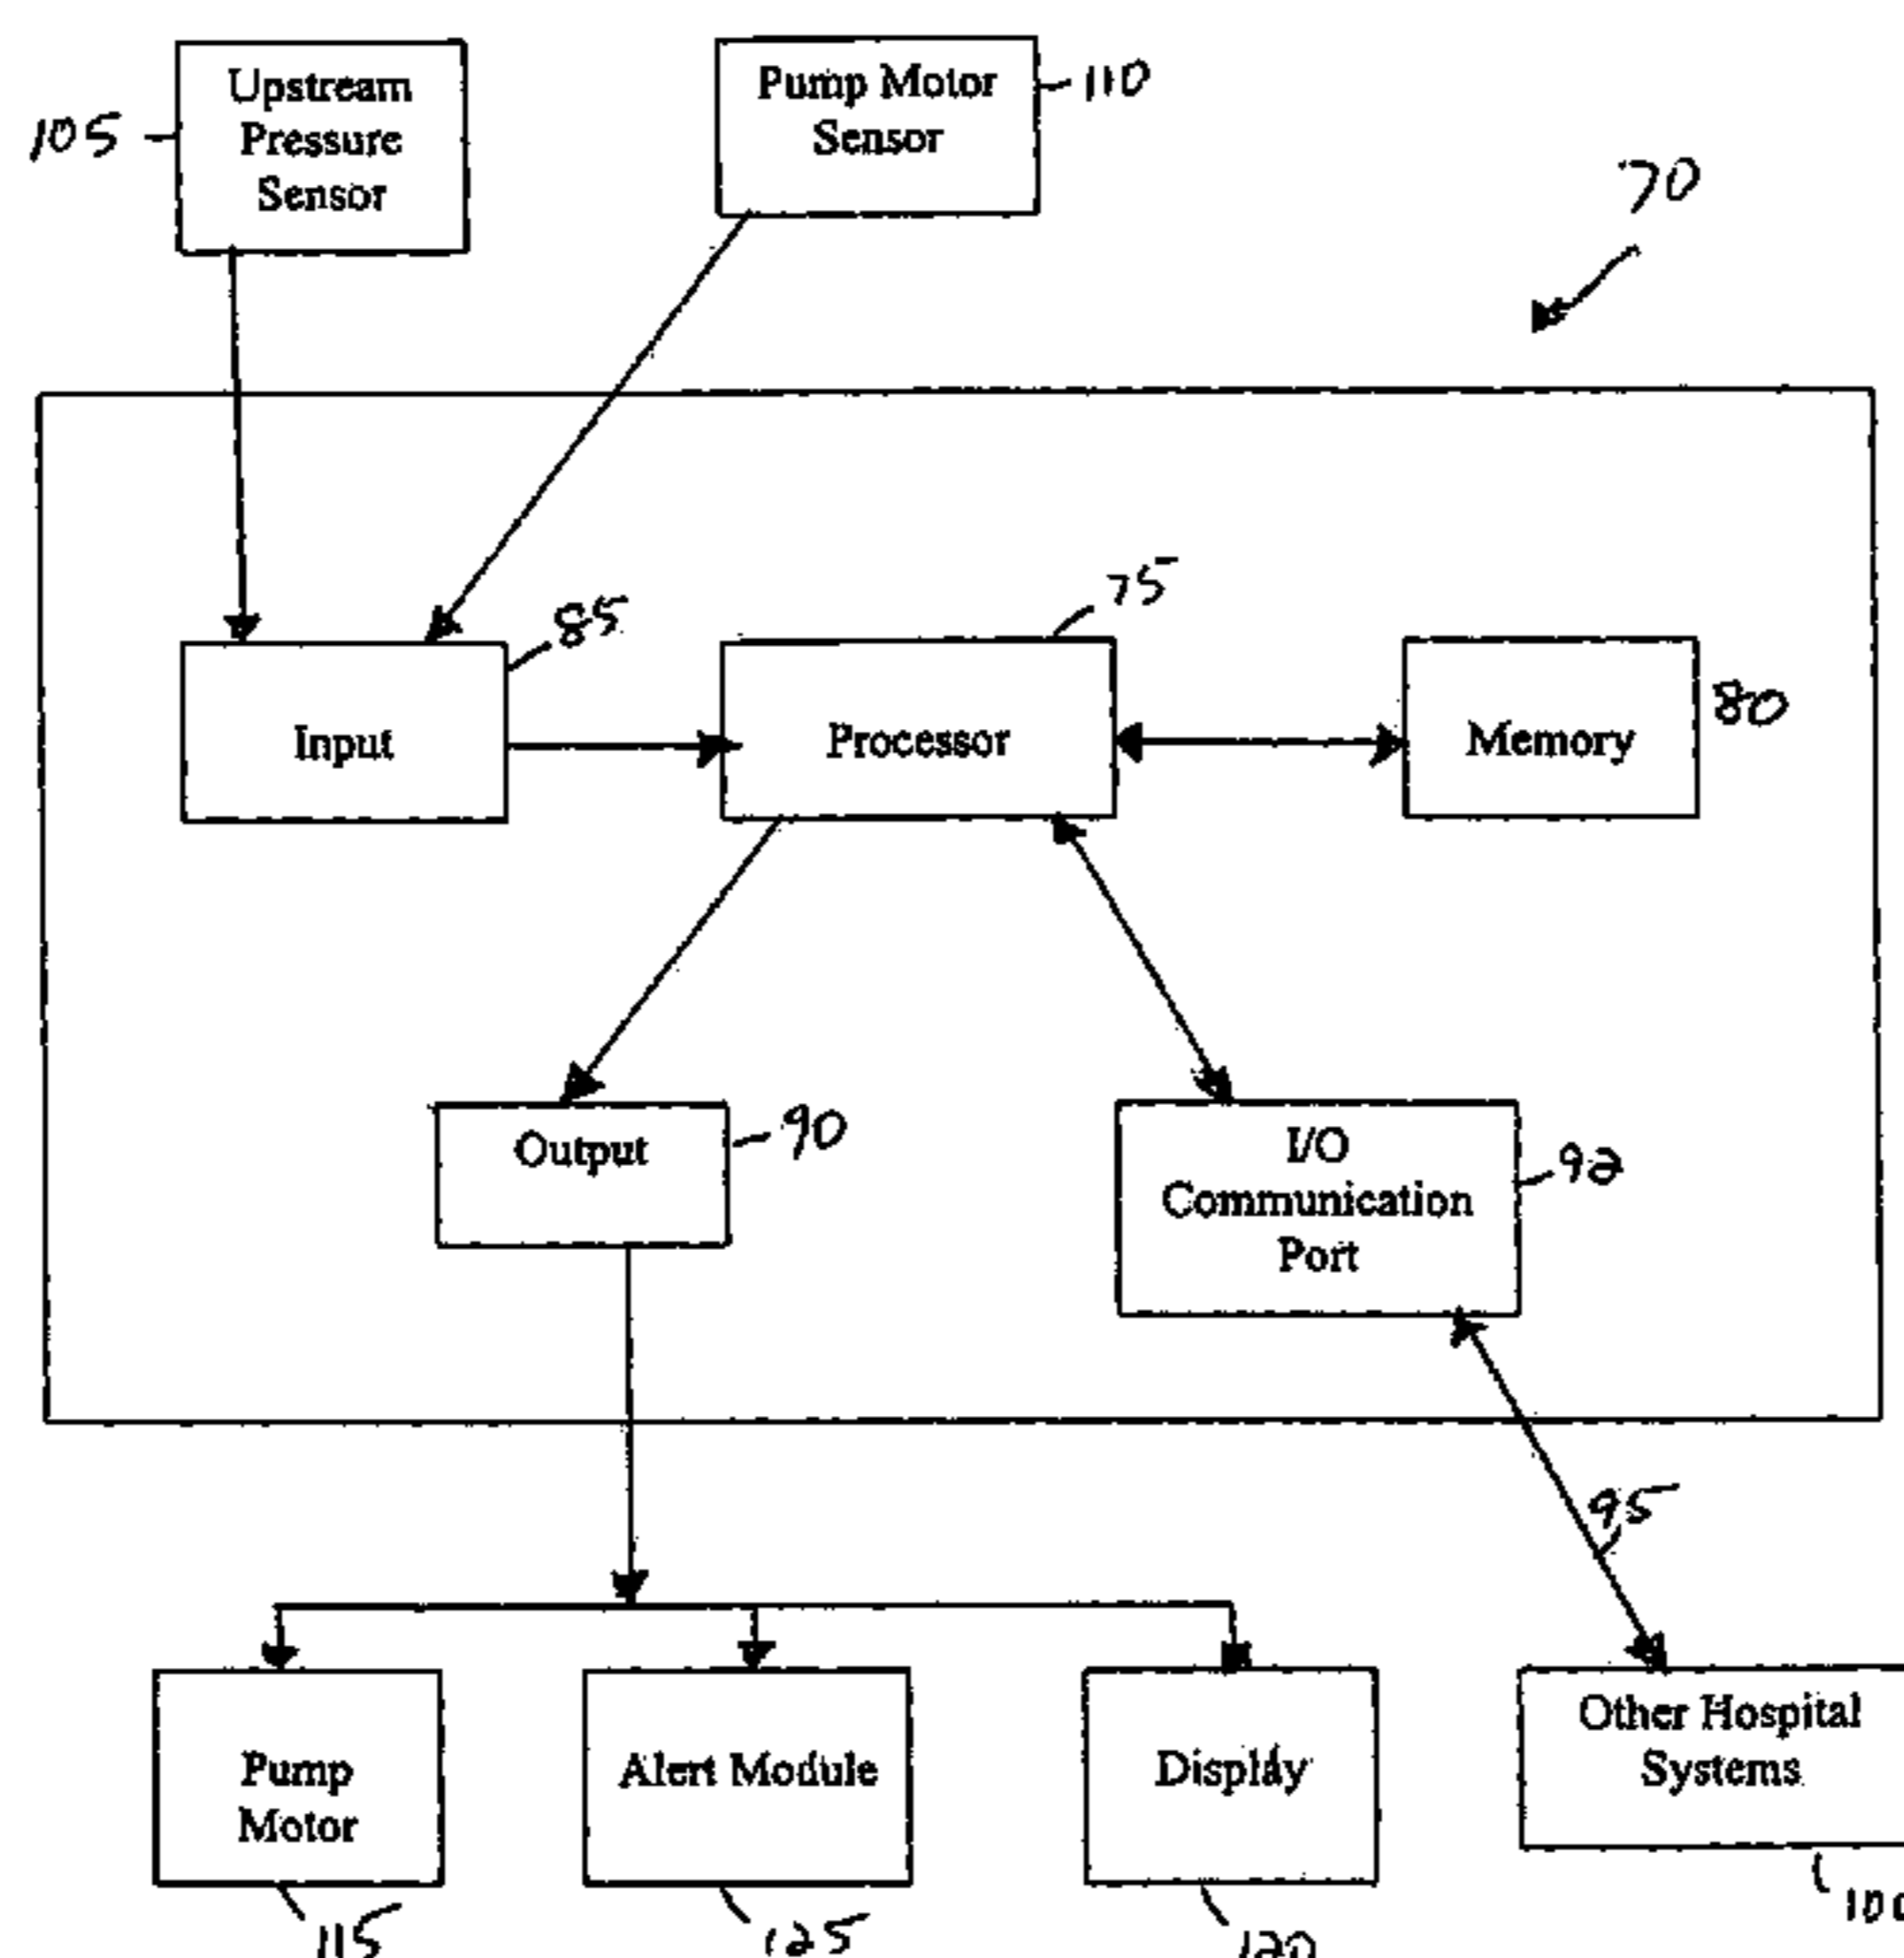 Upstream
Pressure
Sensor
105
Pump Motor
Sensor
110
70
Input
85
Processor
75
Memory
80
Output
90
I/O
Communication
Port
92
95
Pump
Motor
115
Alert Module
125
Display
120
Other Hospital
Systems
100